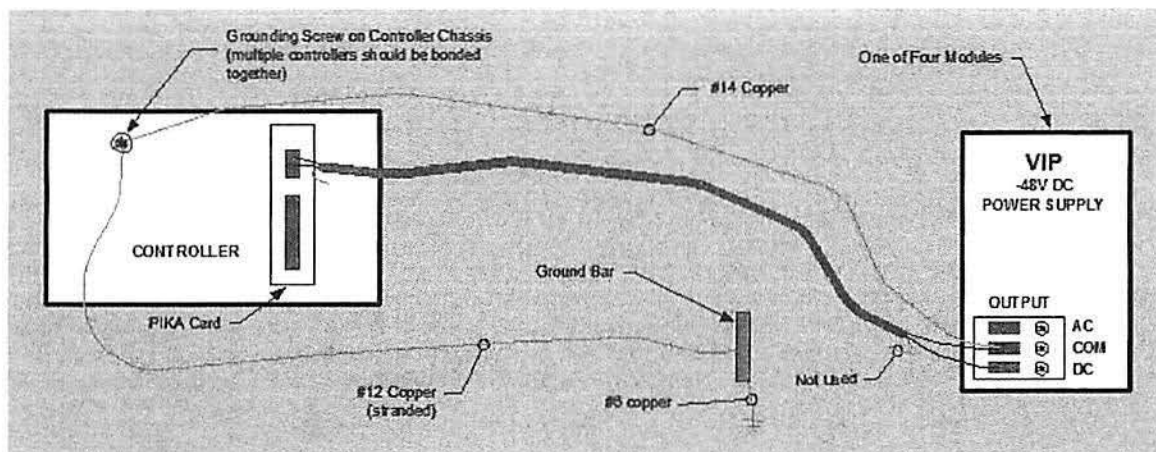 Grounding Screw on Controller Chassis
(multiple controllers should be bonded
together)
One of Four Modules
#14 Copper
VIP
-48V DC
POWER SUPPLY
CONTROLLER
Ground Bar
OUTPUT
AC
COM
DC
PIKA Card
Not Used
#12 Copper
(stranded)
#6 copper